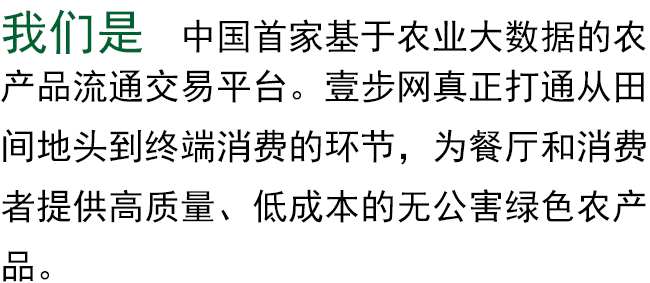 我们是 中国首家基于农业大数据的农
产品流通交易平台。壹步网真正打通从田
间地头到终端消费的环节，为餐厅和消费
者提供高质量、低成本的无公害绿色农产
品。